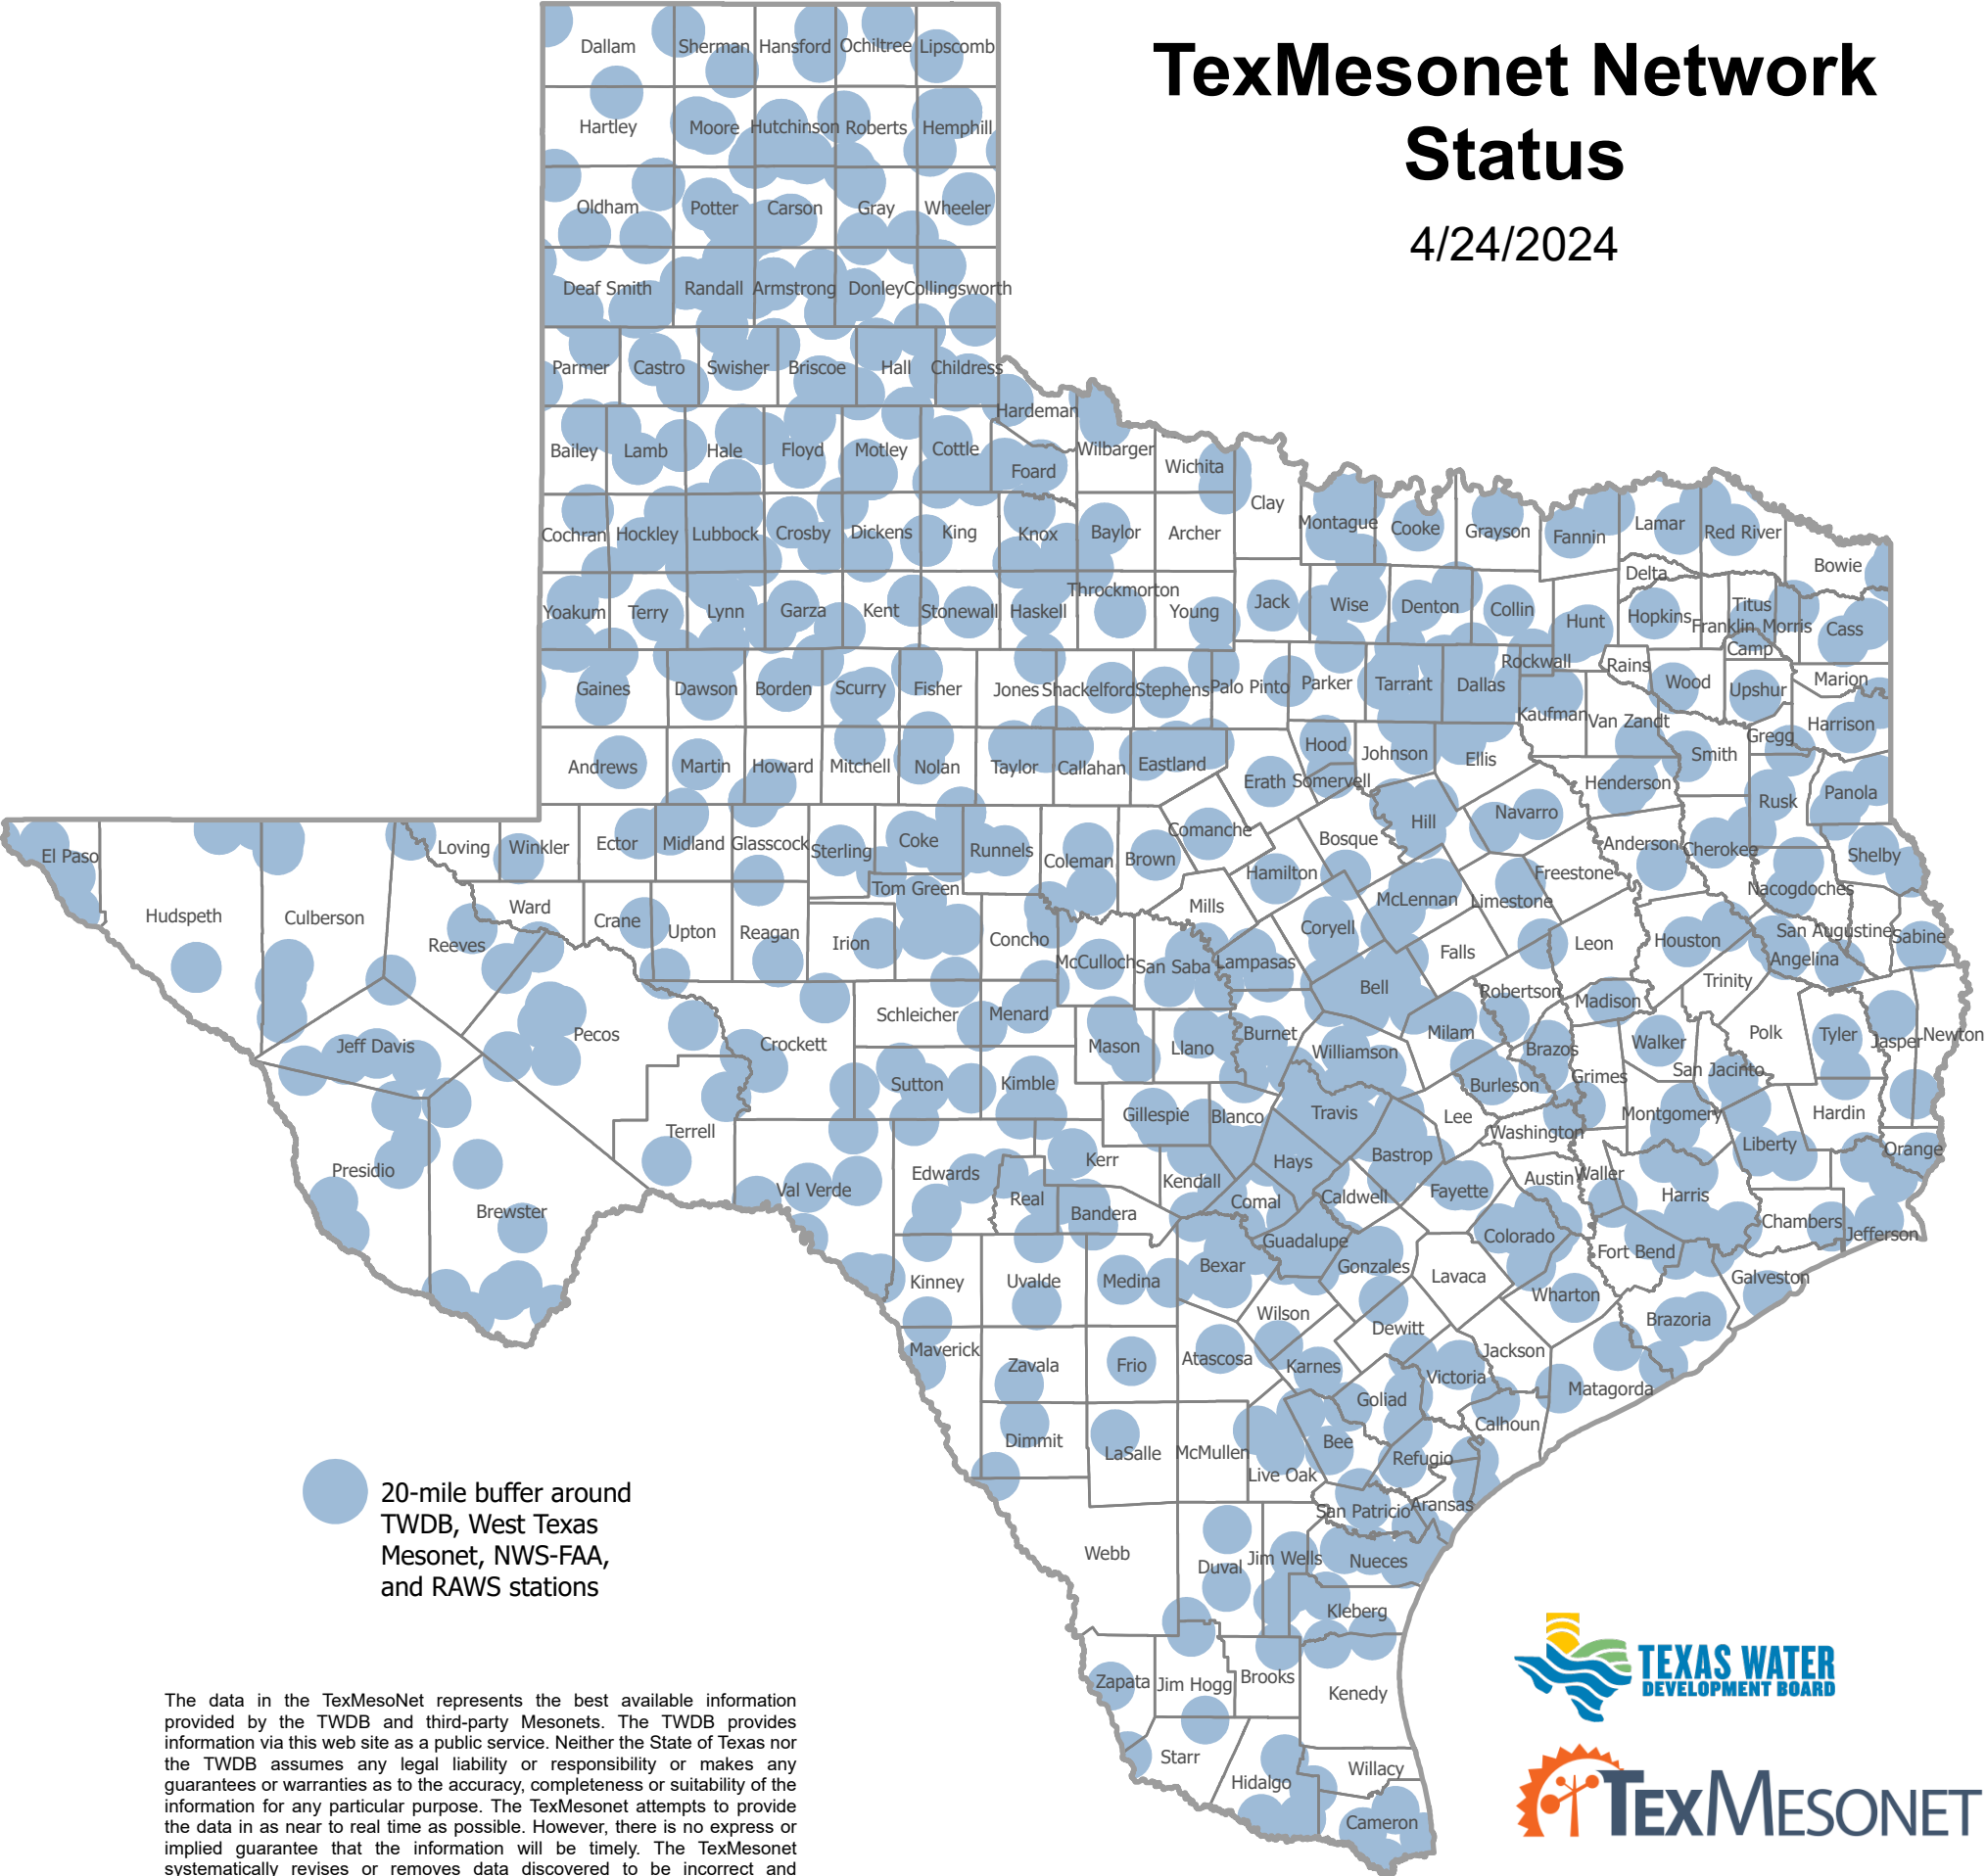 TexMesonet Network
Status
4/24/2024
Dallam
Sherman
Hansford
Ochiltree
Lipscomb
Hartley
Moore
Hutchinson
Roberts
Hemphill
Oldham
Potter
Carson
Gray
Wheeler
Deaf Smith
Randall
Armstrong
Donley
Collingsworth
Parmer
Castro
Swisher
Briscoe
Hall
Childress
Hardeman
Bailey
Lamb
Hale
Floyd
Motley
Cottle
Foard
Wilbarger
Wichita
Clay
Montague
Cooke
Grayson
Fannin
Lamar
Red River
Bowie
Cochran
Hockley
Lubbock
Crosby
Dickens
King
Knox
Baylor
Archer
Delta
Yoakum
Terry
Lynn
Garza
Kent
Stonewall
Haskell
Throckmorton
Young
Jack
Wise
Denton
Collin
Hunt
Hopkins
Franklin
Titus
Morris
Cass
Camp
Rockwall
Rains
Gaines
Dawson
Borden
Scurry
Fisher
Jones
Shackelford
Stephens
Palo Pinto
Parker
Tarrant
Dallas
Kaufman
Van Zandt
Wood
Upshur
Marion
Harrison
Gregg
Andrews
Martin
Howard
Mitchell
Nolan
Taylor
Callahan
Eastland
Erath
Hood
Somervell
Johnson
Ellis
Henderson
Smith
Rusk
Panola
El Paso
Hudspeth
Culberson
Loving
Winkler
Ector
Midland
Glasscock
Sterling
Coke
Runnels
Coleman
Brown
Comanche
Bosque
Hill
Navarro
Anderson
Cherokee
Shelby
Nacogdoches
Tom Green
Hamilton
McLennan
Limestone
Freestone
Reeves
Ward
Crane
Upton
Reagan
Irion
Concho
McCulloch
San Saba
Mills
Lampasas
Coryell
Falls
Leon
Houston
San Augustine
Sabine
Angelina
Trinity
Bell
Robertson
Madison
Jeff Davis
Pecos
Crockett
Schleicher
Menard
Mason
Llano
Burnet
Williamson
Milam
Brazos
Walker
Polk
Tyler
Jasper
Newton
San Jacinto
Grimes
Sutton
Kimble
Gillespie
Blanco
Travis
Burleson
Lee
Washington
Montgomery
Hardin
Liberty
Orange
Terrell
Presidio
Brewster
Val Verde
Edwards
Real
Kerr
Bandera
Kendall
Hays
Comal
Caldwell
Bastrop
Fayette
Austin
Waller
Harris
Chambers
Jefferson
Kinney
Uvalde
Medina
Bexar
Guadalupe
Gonzales
Lavaca
Colorado
Fort Bend
Galveston
Wharton
Brazoria
Wilson
Maverick
Zavala
Frio
Atascosa
Karnes
Dewitt
Jackson
Victoria
Matagorda
Goliad
Calhoun
Dimmit
LaSalle
McMullen
Live Oak
Bee
Refugio
San Patricio
Aransas
Webb
Duval
Jim Wells
Nueces
Kleberg
Zapata
Jim Hogg
Brooks
Kenedy
Starr
Hidalgo
Willacy
Cameron
20-mile buffer around
TWDB, West Texas
Mesonet, NWS-FAA,
and RAWS stations
The data in the TexMesoNet represents the best available information
provided by the TWDB and third-party Mesonets. The TWDB provides
information via this web site as a public service. Neither the State of Texas nor
the TWDB assumes any legal liability or responsibility or makes any
guarantees or warranties as to the accuracy, completeness or suitability of the
information for any particular purpose. The TexMesonet attempts to provide
the data in as near to real time as possible. However, there is no express or
implied guarantee that the information will be timely. The TexMesonet
systematically revises or removes data discovered to be incorrect and
TEXAS WATER
DEVELOPMENT BOARD
TEXMESONET